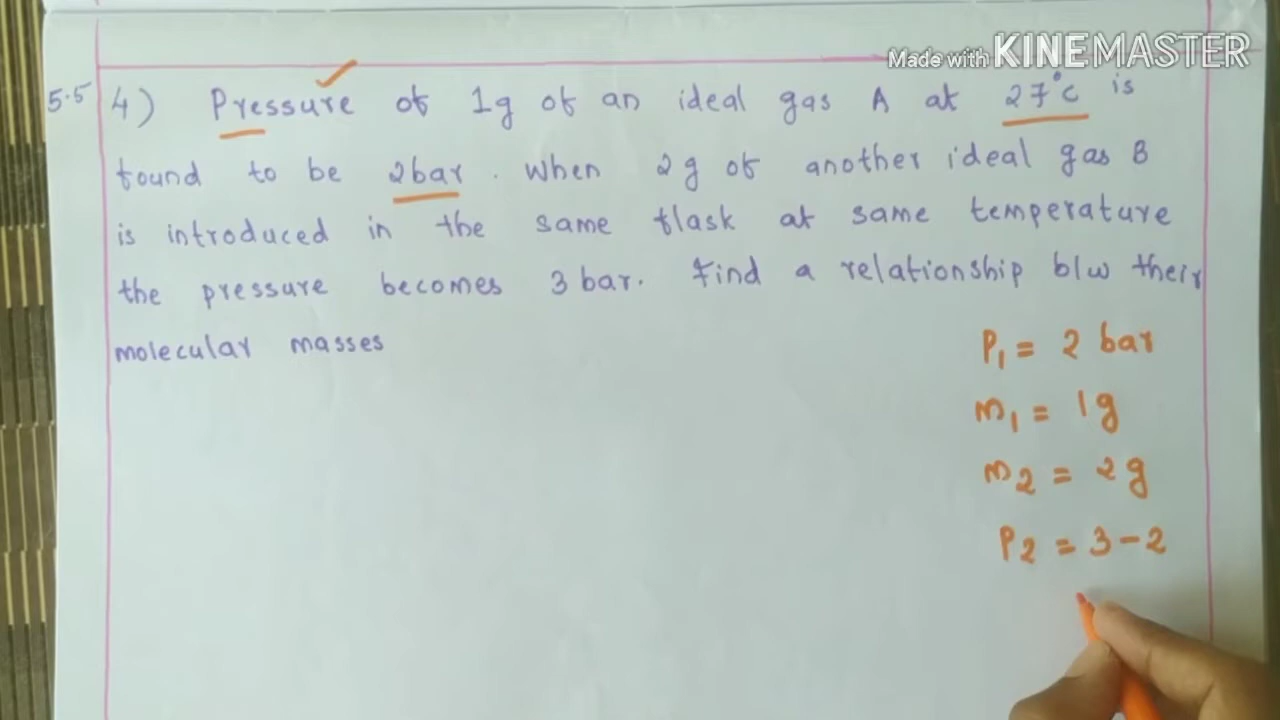 Made with KINEMASTER
5.5 4) Pressure of 1g of an ideal gas A at 27°c is
found to be 2bar. When 2g of another ideal gas B
is introduced in the same flask at same temperature
the pressure becomes 3 bar. Find a relationship b/w their
molecular masses
P₁ = 2 bar
m₁ = 1g
m₂ = 2g
P₂ = 3-2